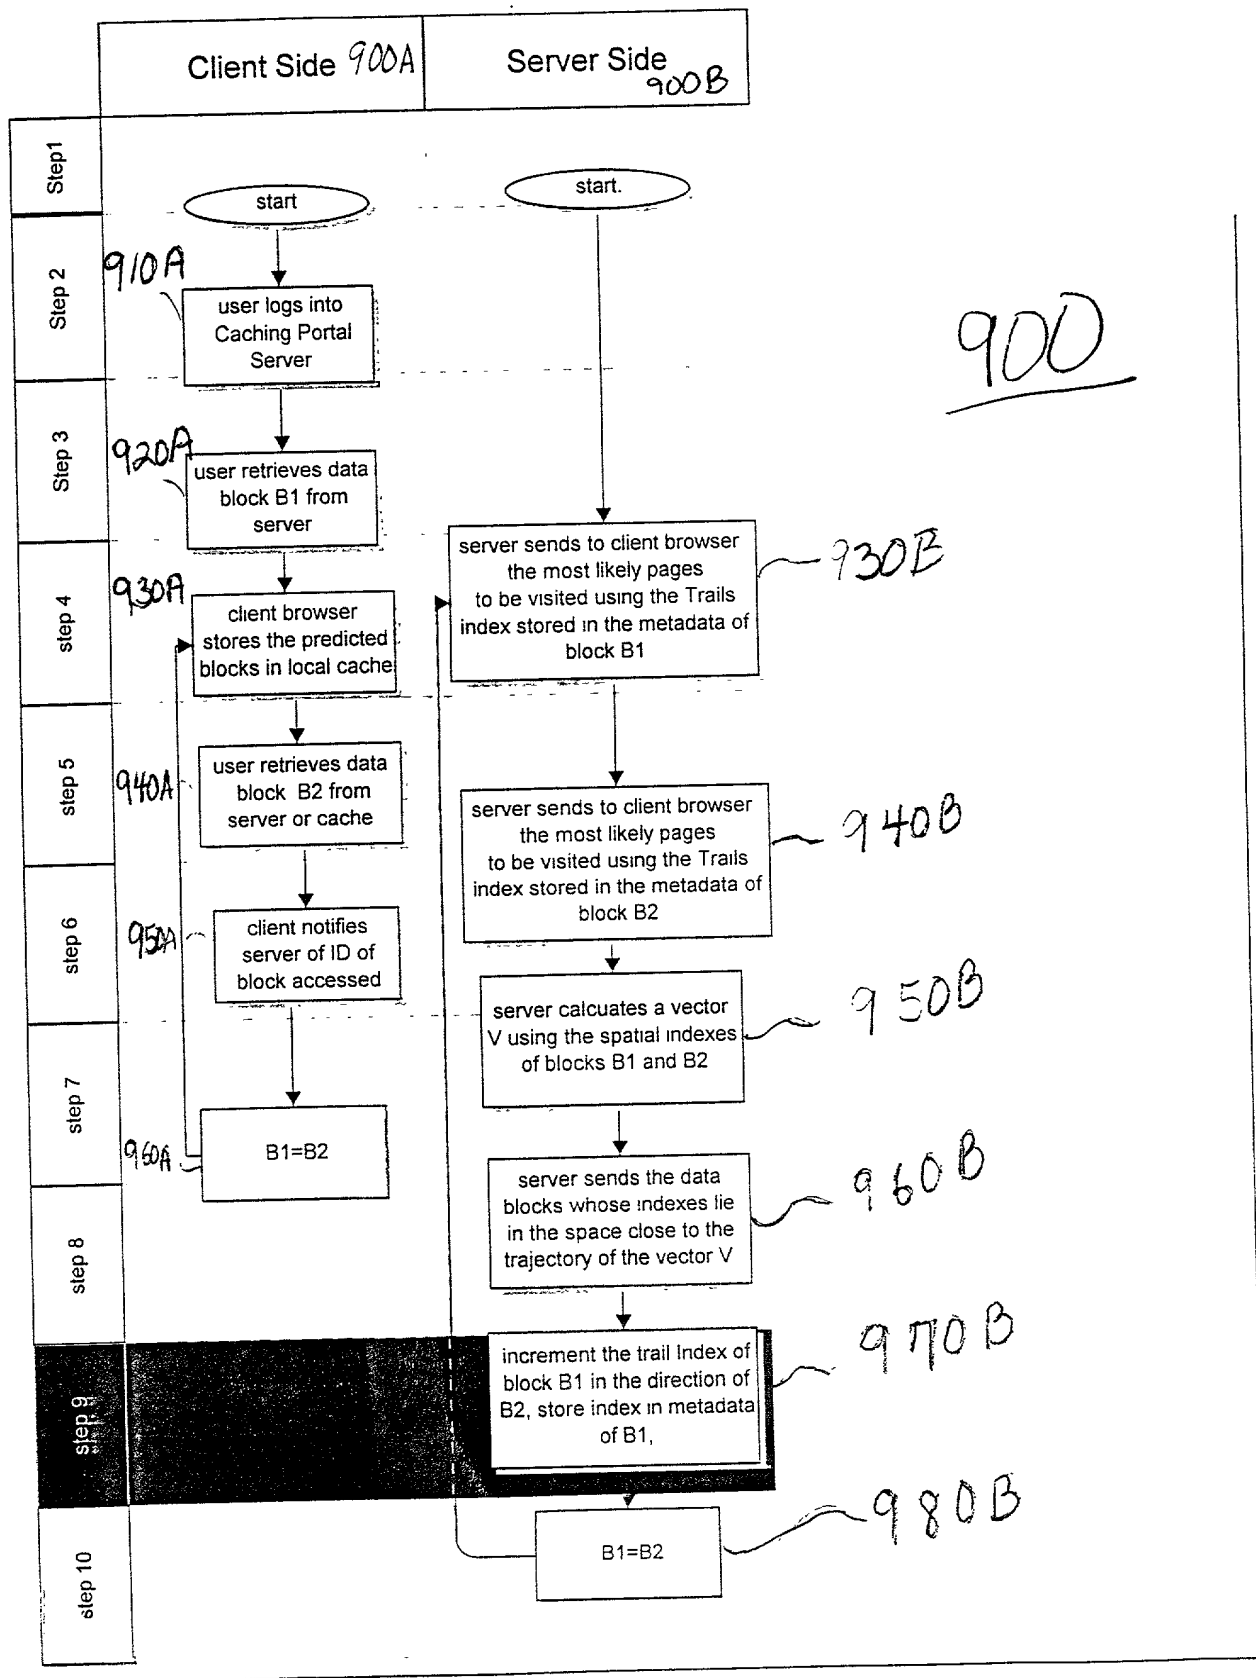 Client Side 900A
Server Side
900B
Step1
start
start.
Step 2
910A
user logs into
Caching Portal
Server
900
Step 3
920A
user retrieves data
block B1 from
server
step 4
930A
client browser
stores the predicted
blocks in local cache
server sends to client browser
the most likely pages
to be visited using the Trails
index stored in the metadata of
block B1
930B
step 5
940A
user retrieves data
block B2 from
server or cache
server sends to client browser
the most likely pages
to be visited using the Trails
index stored in the metadata of
block B2
940B
step 6
950A
client notifies
server of ID of
block accessed
server calcuates a vector
V using the spatial indexes
of blocks B1 and B2
950B
step 7
960A
B1=B2
server sends the data
blocks whose indexes lie
in the space close to the
trajectory of the vector V
960B
step 8
step 9
increment the trail Index of
block B1 in the direction of
B2, store index in metadata
of B1,
970B
step 10
B1=B2
980B